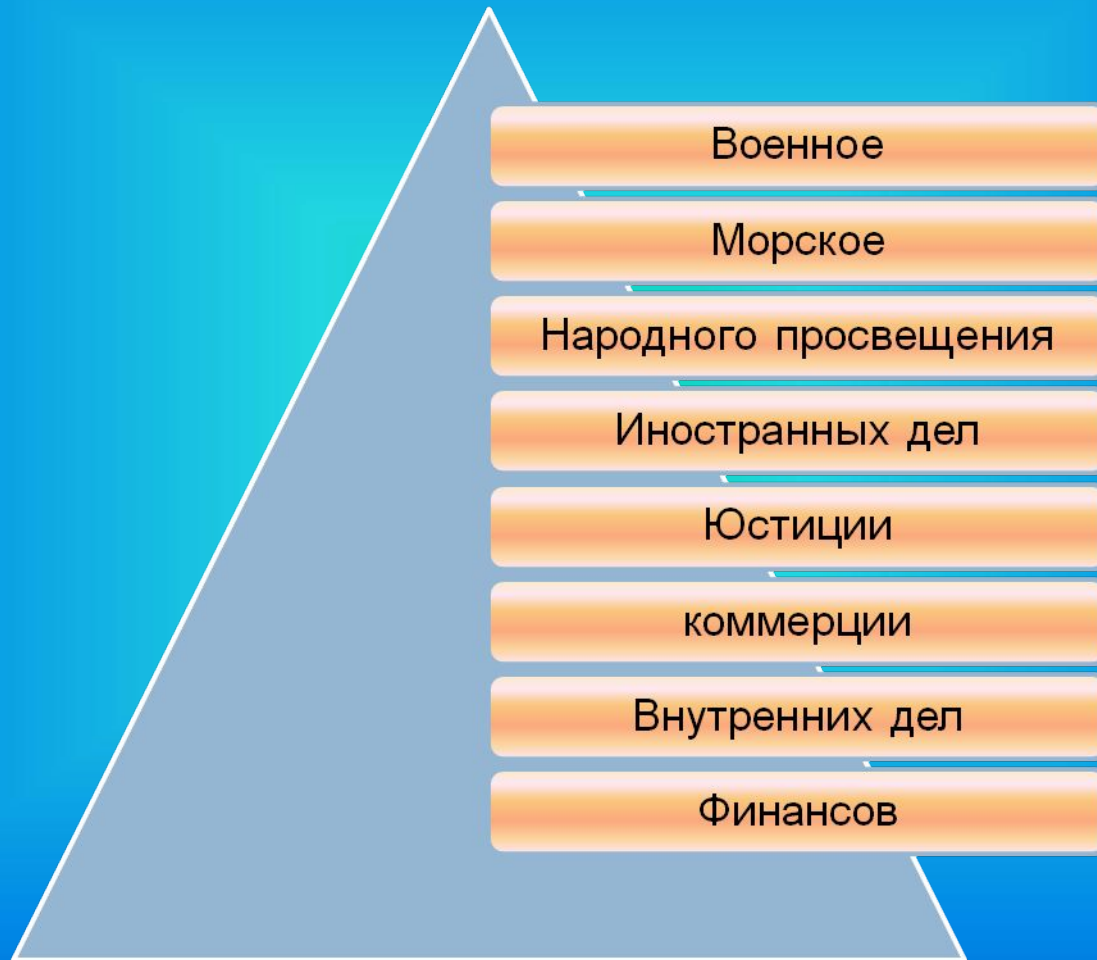 Военное
Морское
Народного просвещения
Иностранных дел
Юстиции
коммерции
Внутренних дел
Финансов